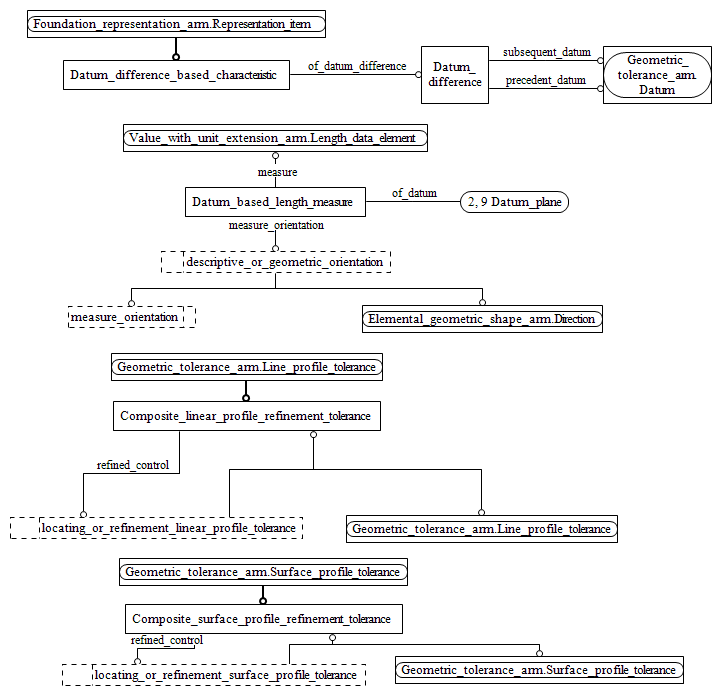 Foundation_representation_arm.Representation_item
Datum_difference_based_characteristic
of_datum_difference
Datum_
difference
subsequent_datum
precedent_datum
Geometric_
tolerance_arm.
Datum
Value_with_unit_extension_arm.Length_data_element
measure
Datum_based_length_measure
of_datum
2, 9 Datum_plane
measure_orientation
descriptive_or_geometric_orientation
measure_orientation
Elemental_geometric_shape_arm.Direction
Geometric_tolerance_arm.Line_profile_tolerance
Composite_linear_profile_refinement_tolerance
refined_control
locating_or_refinement_linear_profile_tolerance
Geometric_tolerance_arm.Line_profile_tolerance
Geometric_tolerance_arm.Surface_profile_tolerance
Composite_surface_profile_refinement_tolerance
refined_control
locating_or_refinement_surface_profile_tolerance
Geometric_tolerance_arm.Surface_profile_tolerance